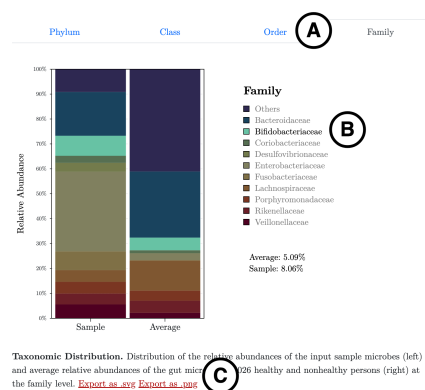 Phylum Class Order A Family
100%
90%
80%
70%
60%
50%
40%
30%
20%
10%
0%
Relative Abundance
Sample Average
Family
Others
Bacteroidaceae
Bifidobacteriaceae B
Coriobacteriaceae
Desulfovibrionaceae
Enterobacteriaceae
Fusobacteriaceae
Lachnospiraceae
Porphyromonadaceae
Rikenellaceae
Veillonellaceae
Average: 5.09%
Sample: 8.06%
Taxonomic Distribution. Distribution of the relative abundances of the input sample microbes (left)
and average relative abundances of the gut 026 healthy and nonhealthy persons (right) at
the family level. Export as .svg Export as .png C